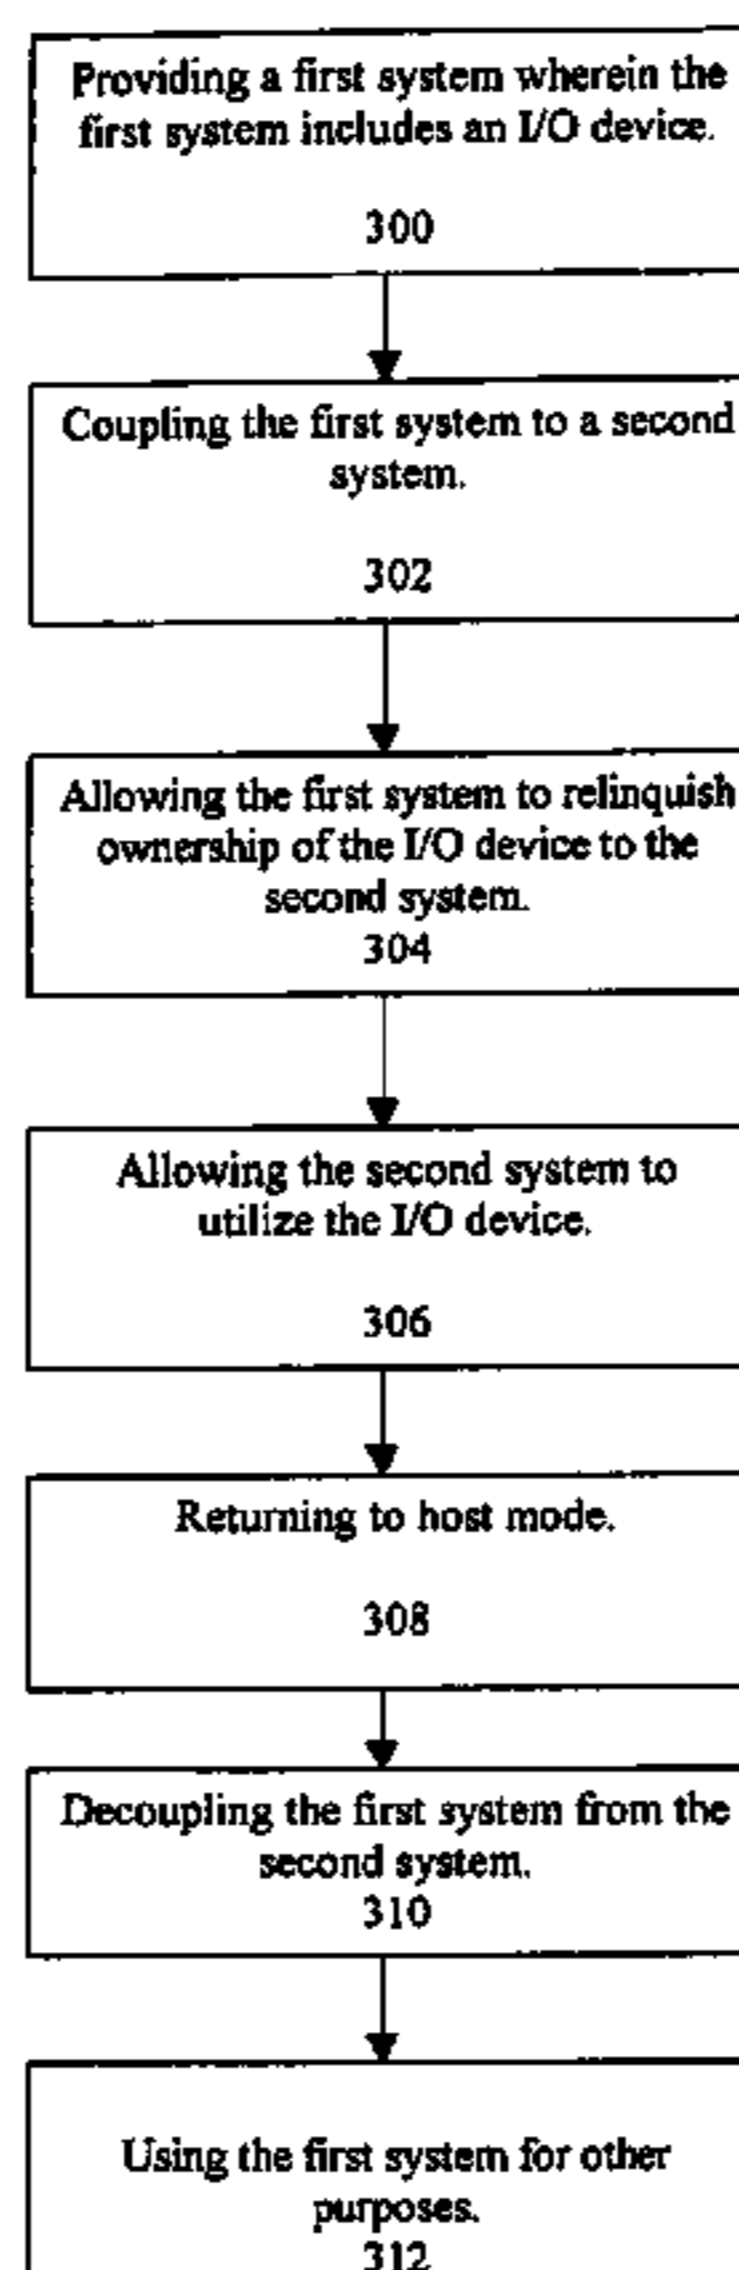 Providing a first system wherein the
first system includes an I/O device.
300
Coupling the first system to a second
system.
302
Allowing the first system to relinquish
ownership of the I/O device to the
second system.
304
Allowing the second system to
utilize the I/O device.
306
Returning to host mode.
308
Decoupling the first system from the
second system.
310
Using the first system for other
purposes.
312